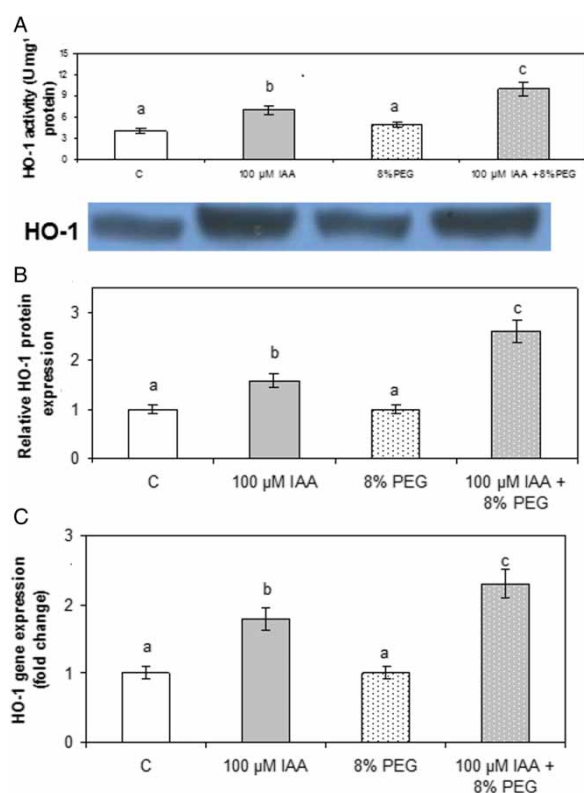 A
HO-1 activity (Umg¹ protein)
15
12
9
6
3
0
a
b
a
c
C
100 µM IAA
8%PEG
100 µM IAA +8%PEG
HO-1
B
Relative HO-1 protein expression
3
2
1
0
a
b
a
c
C
100 µM IAA
8% PEG
100 µM IAA +
8% PEG
C
HO-1 gene expression
(fold change)
3
2
1
0
a
b
a
c
C
100 µM IAA
8% PEG
100 µM IAA +
8% PEG